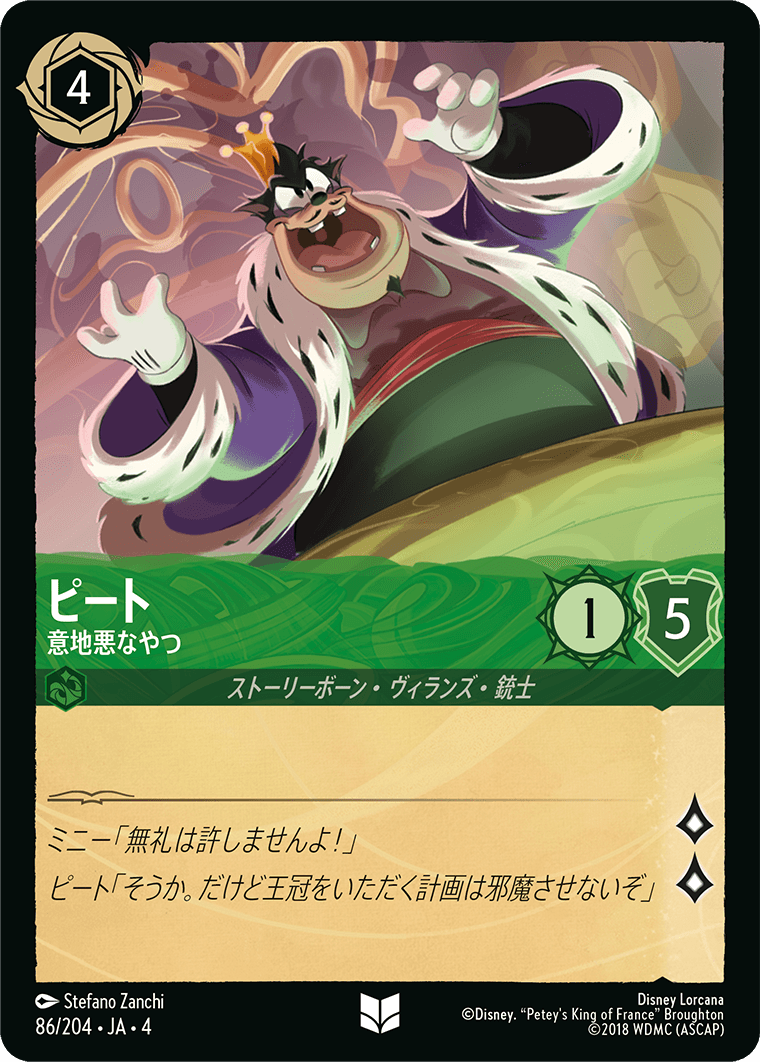 4
ピート
意地悪なやつ
1
5
ストーリーボーン・ヴィランズ・銃士
ミニー「無礼は許しませんよ！」
ピート「そうか。だけど王冠をいただく計画は邪魔させないぞ」
Stefano Zanchi
86/204・JA・4
Disney Lorcana
©Disney. “Petey's King of France” Broughton
©2018 WDMC (ASCAP)